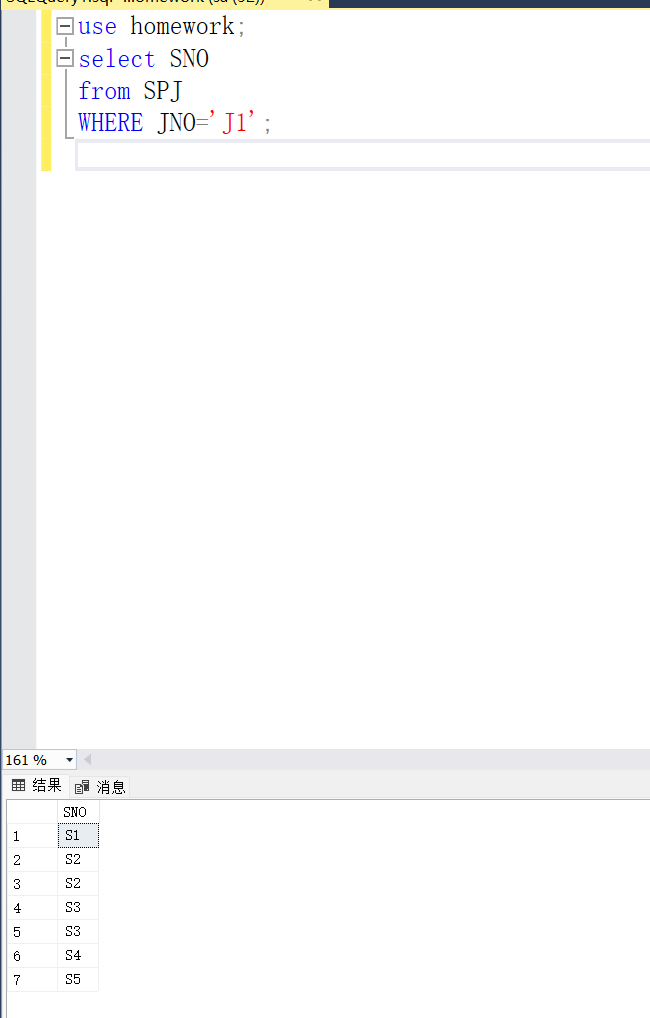 use homework;
select SNO
from SPJ
WHERE JNO='J1';
161 %
结果 消息
SNO
1 S1
2 S2
3 S2
4 S3
5 S3
6 S4
7 S5